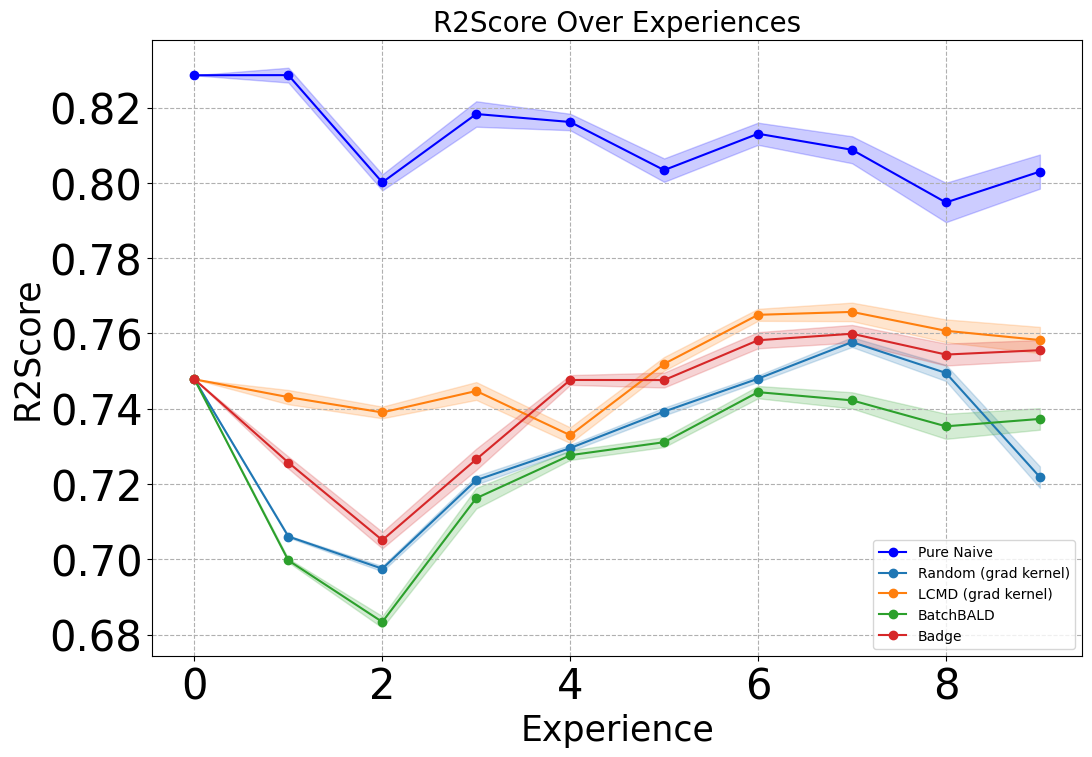 R2Score Over Experiences
R2Score
0.82
0.80
0.78
0.76
0.74
0.72
0.70
0.68
0 2 4 6 8
Experience
Pure Naive
Random (grad kernel)
LCMD (grad kernel)
BatchBALD
Badge